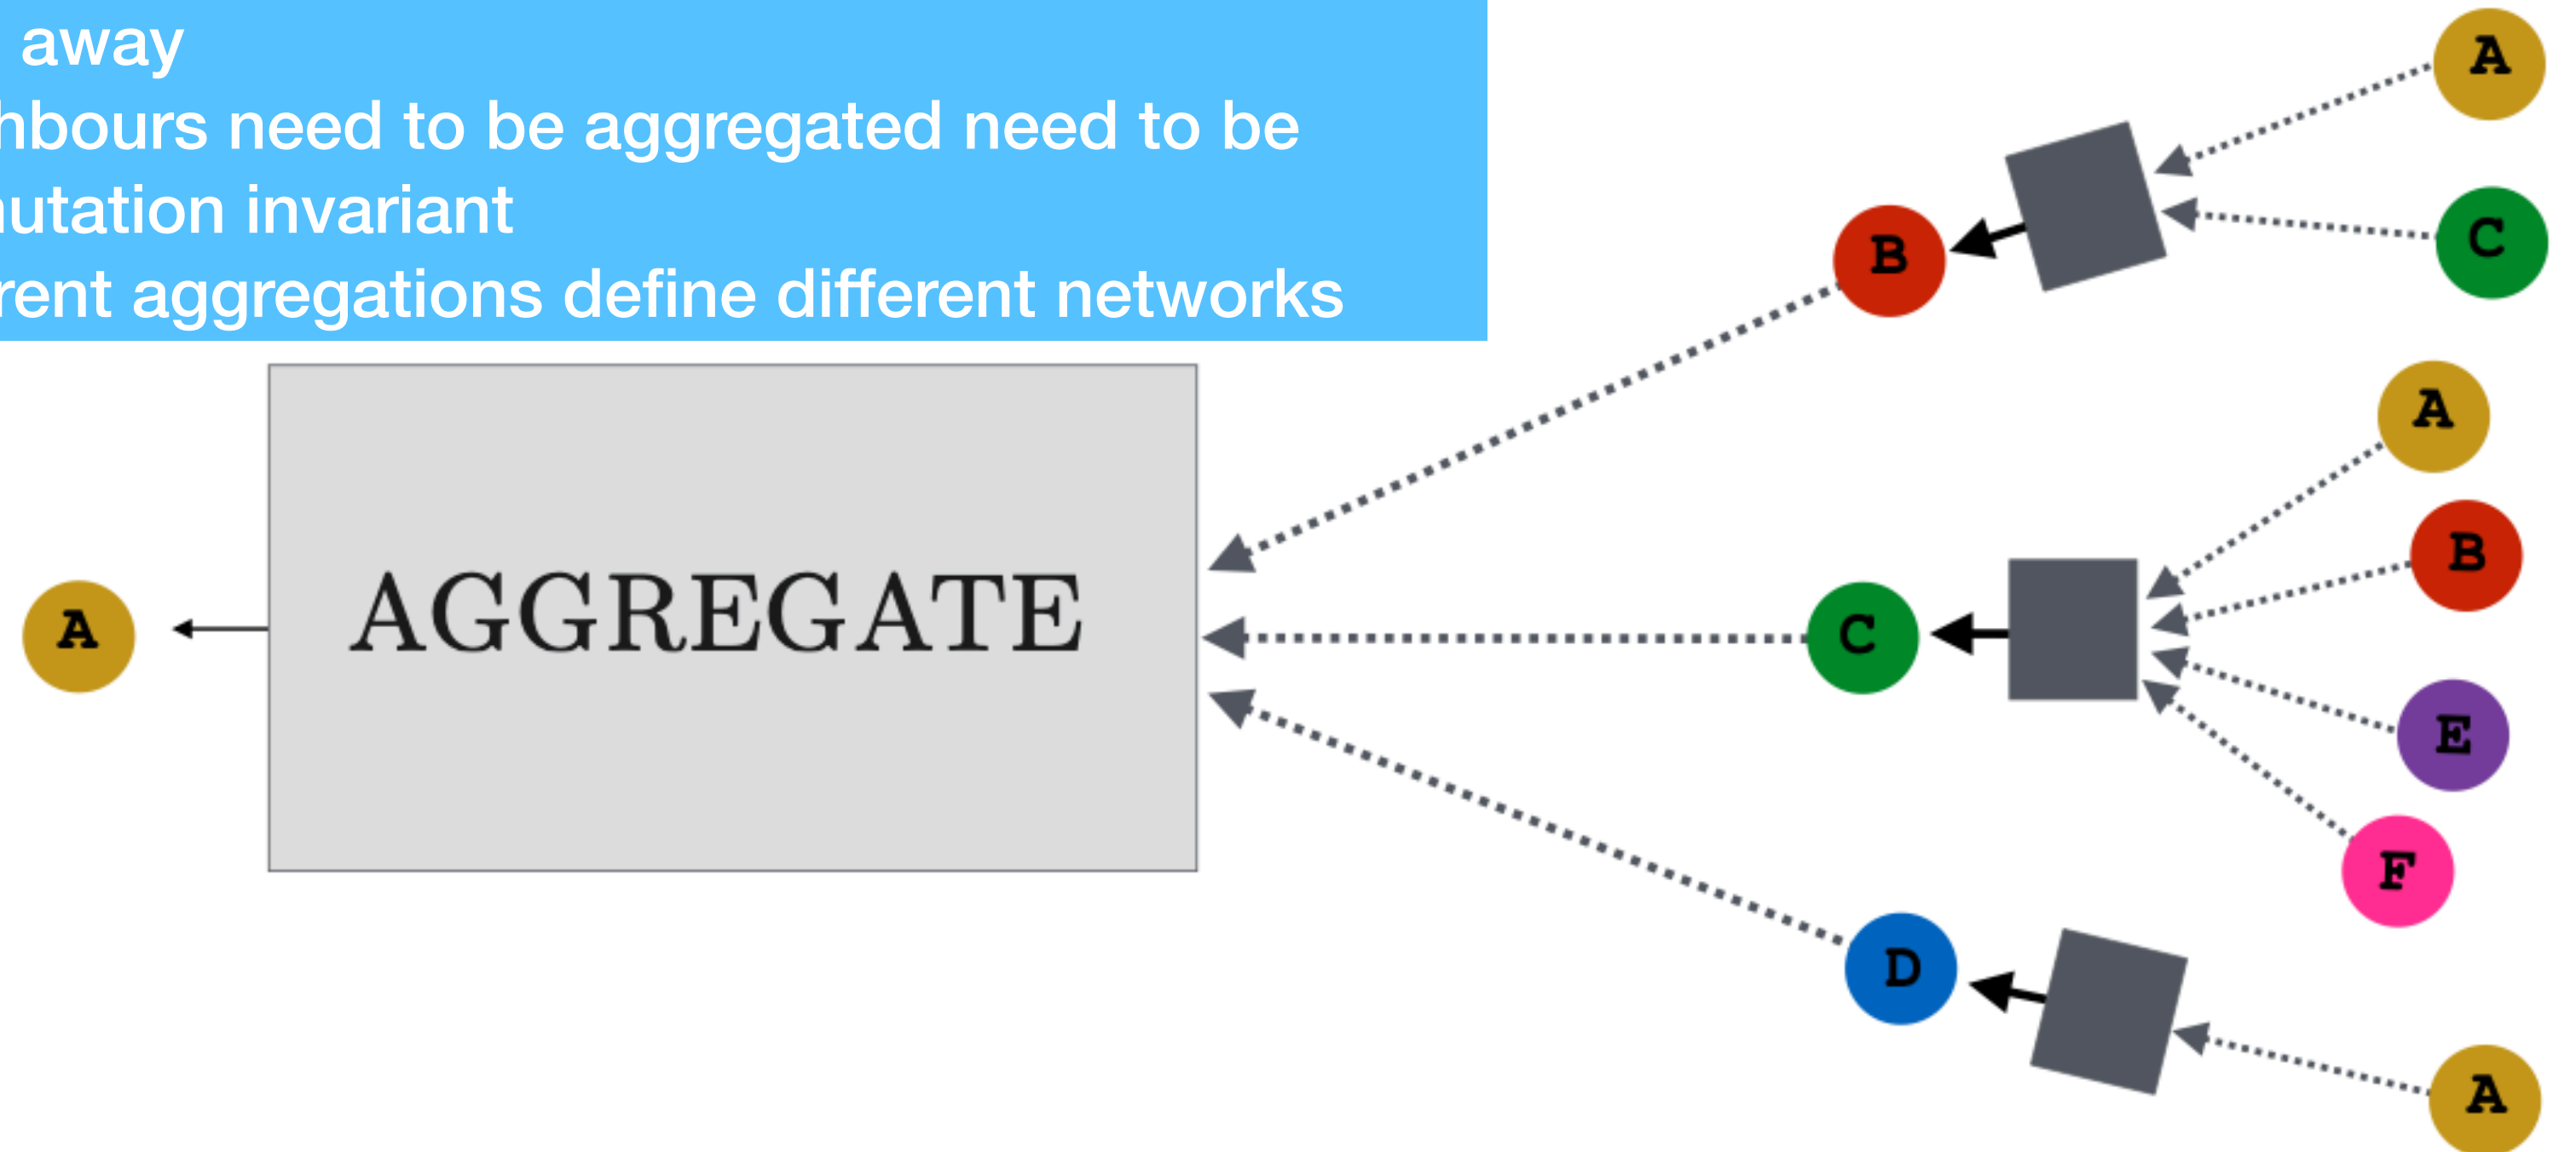 away
hbours need to be aggregated need to be
utation invariant
rent aggregations define different networks
A
C
B
A
B
AGGREGATE
A
C
E
F
D
A